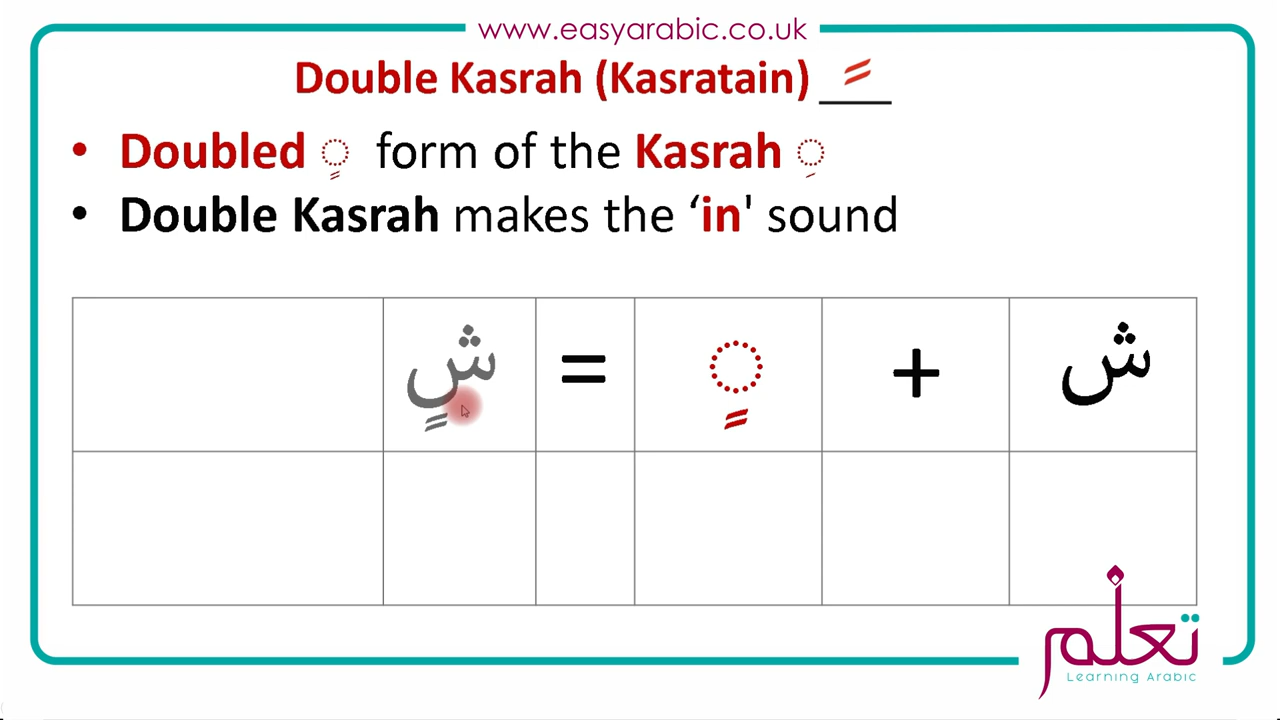 www.easyarabic.co.uk
Double Kasrah (Kasratain) ____ ٍ
• Doubled ◌ٍ form of the Kasrah ◌ِ
• Double Kasrah makes the ‘in' sound
ش + ◌ٍ = شٍ
تعلم
Learning Arabic